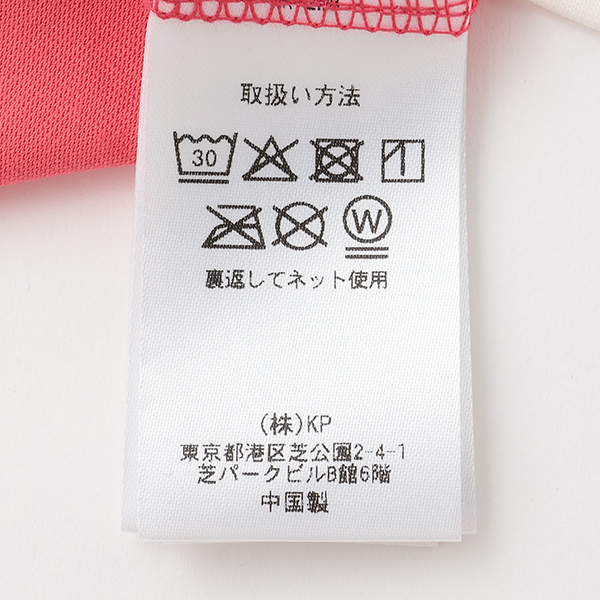 取扱い方法
30
W
裏返してネット使用
(株)KP
東京都港区芝公園2-4-1
芝パークビルB館6階
中国製